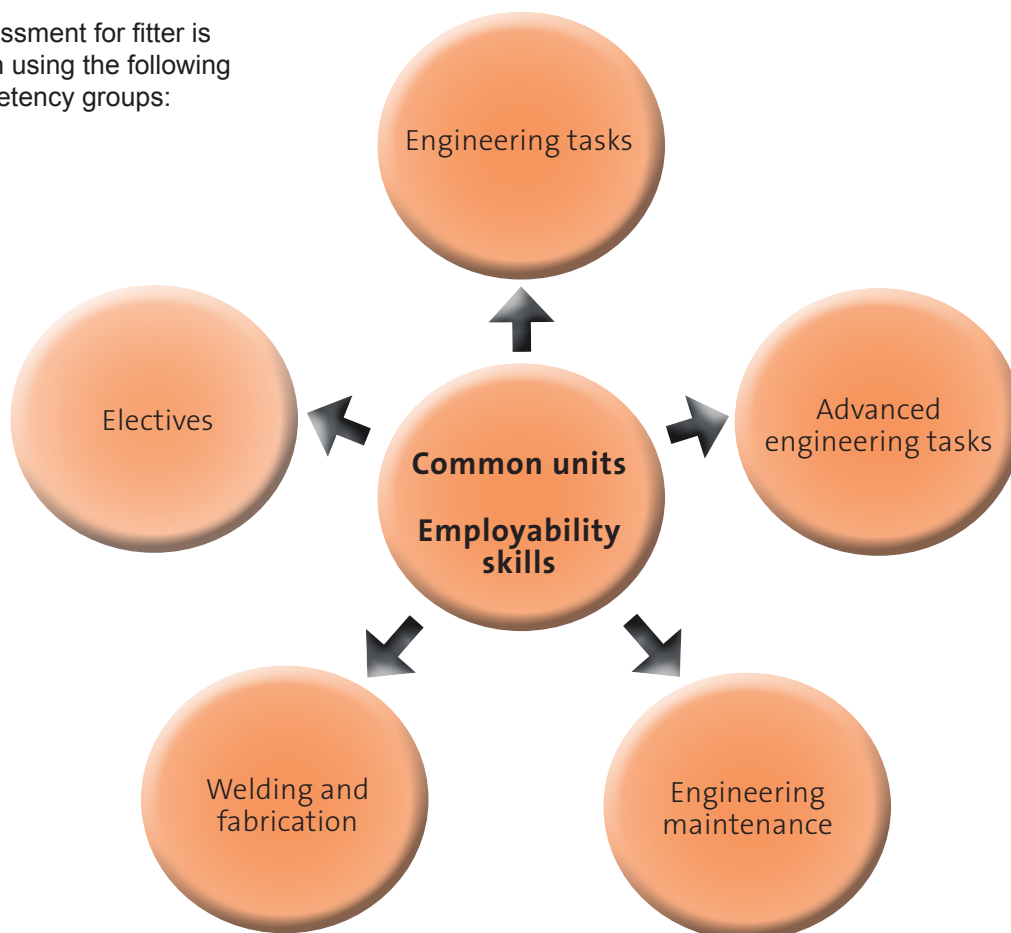 essment for fitter is
using the following
etency groups:
Engineering tasks
Electives
Advanced
engineering tasks
Common units
Employability
skills
Welding and
fabrication
Engineering
maintenance